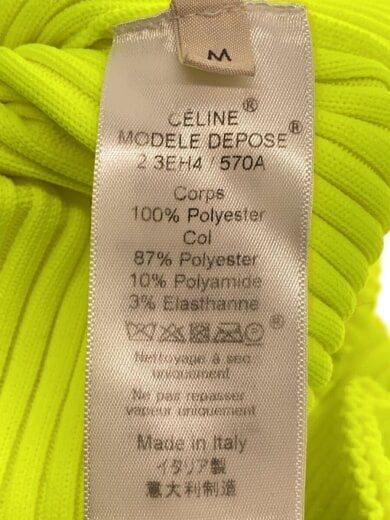 M
CÉLINE®
MODELE DEPOSE®
2 3EH4 / 570A
Corps
100% Polyester
Col
87% Polyester
10% Polyamide
3% Elasthanne
®
Nettoyage à sec
uniquement
Ne pas repasser
vapeur uniquement
Made in Italy
イタリア製
意大利制造